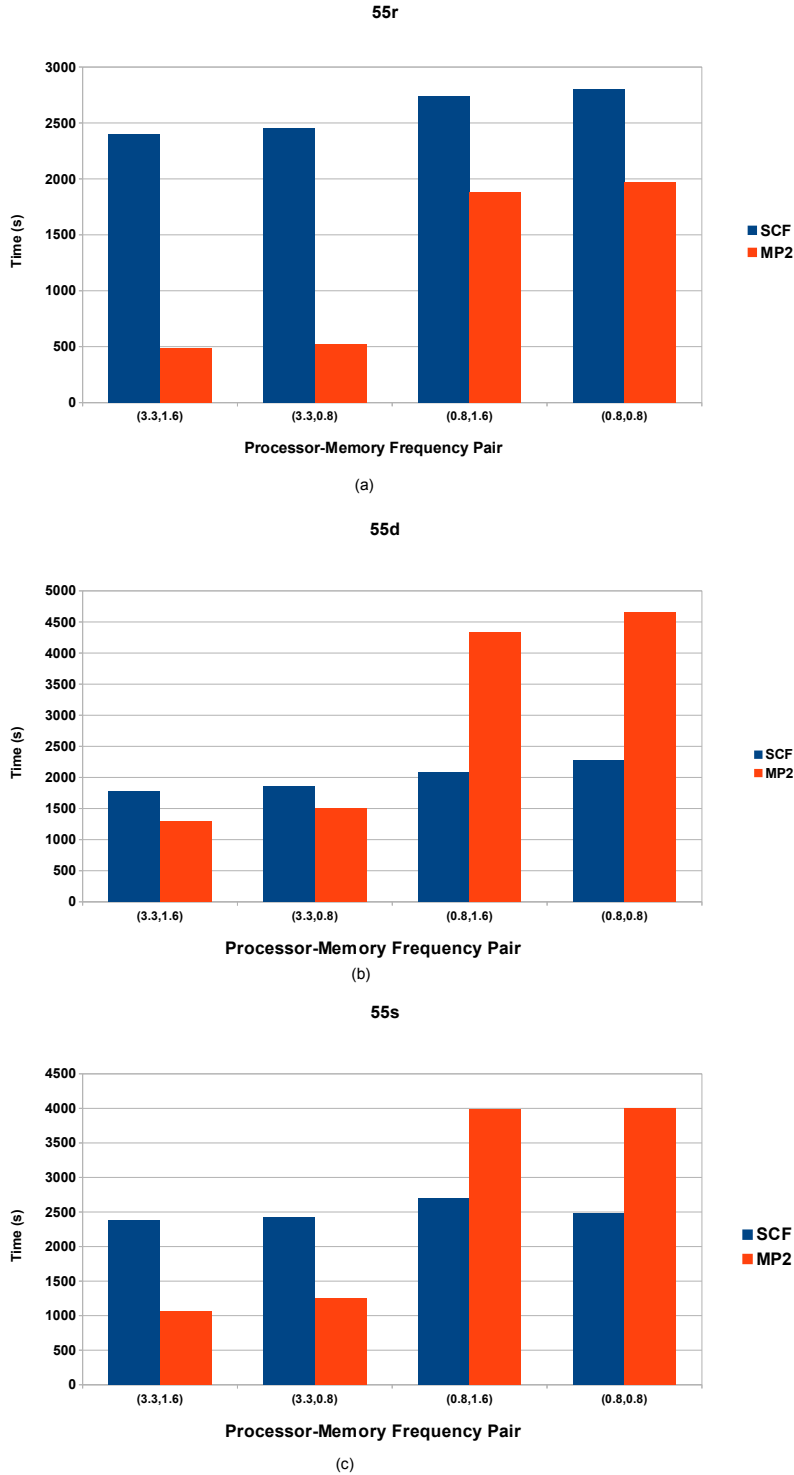 55r
3000
2500
2000
1500
1000
500
0
Time (s)
SCF
MP2
(3.3,1.6) (3.3,0.8) (0.8,1.6) (0.8,0.8)
Processor-Memory Frequency Pair
(a)
55d
5000
4500
4000
3500
3000
2500
2000
1500
1000
500
0
Time (s)
SCF
MP2
(3.3,1.6) (3.3,0.8) (0.8,1.6) (0.8,0.8)
Processor-Memory Frequency Pair
(b)
55s
4500
4000
3500
3000
2500
2000
1500
1000
500
0
Time (s)
SCF
MP2
(3.3,1.6) (3.3,0.8) (0.8,1.6) (0.8,0.8)
Processor-Memory Frequency Pair
(c)